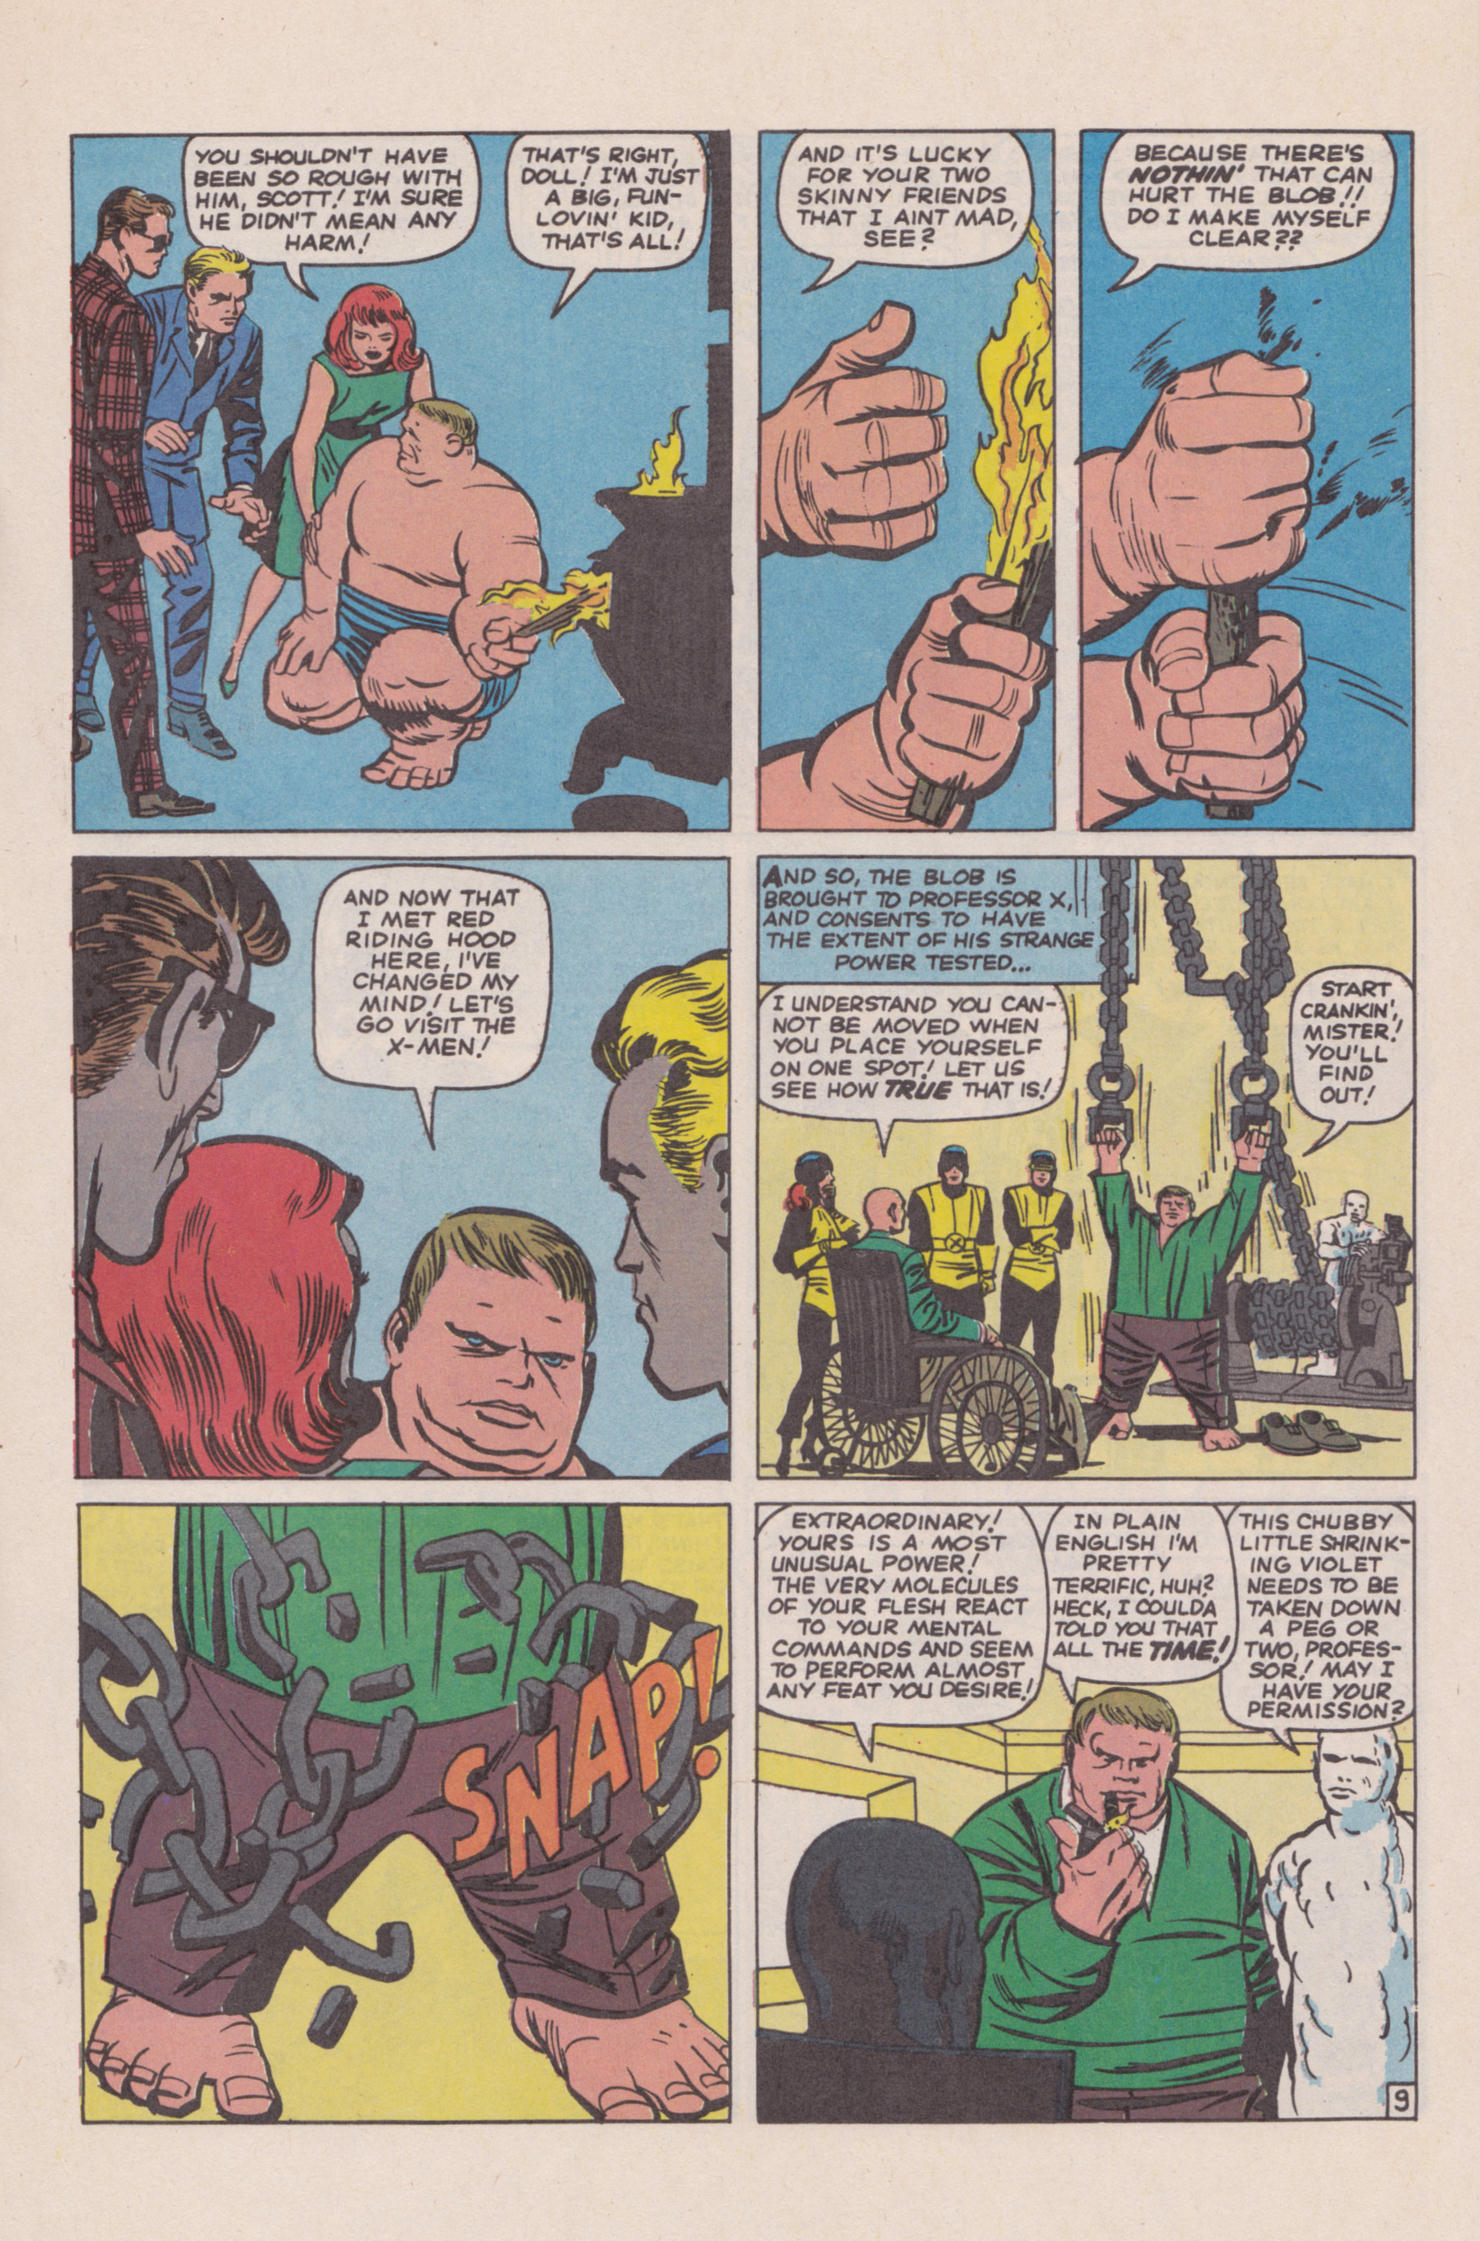 YOU SHOULDN'T HAVE
BEEN SO ROUGH WITH
HIM, SCOTT! I'M SURE
HE DIDN'T MEAN ANY
HARM!
THAT'S RIGHT,
DOLL! I'M JUST
A BIG, FUN-
LOVIN' KID,
THAT'S ALL!
AND IT'S LUCKY
FOR YOUR TWO
SKINNY FRIENDS
THAT I AINT MAD,
SEE?
BECAUSE THERE'S
NOTHIN' THAT CAN
HURT THE BLOB!!
DO I MAKE MYSELF
CLEAR??
AND NOW THAT
I MET RED
RIDING HOOD
HERE, I'VE
CHANGED MY
MIND! LET'S
GO VISIT THE
X-MEN!
AND SO, THE BLOB IS
BROUGHT TO PROFESSOR X,
AND CONSENTS TO HAVE
THE EXTENT OF HIS STRANGE
POWER TESTED...
I UNDERSTAND YOU CAN-
NOT BE MOVED WHEN
YOU PLACE YOURSELF
ON ONE SPOT! LET US
SEE HOW TRUE THAT IS!
START
CRANKIN',
MISTER!
YOU'LL
FIND
OUT!
SNAP!
EXTRAORDINARY!
YOURS IS A MOST
UNUSUAL POWER!
THE VERY MOLECULES
OF YOUR FLESH REACT
TO YOUR MENTAL
COMMANDS AND SEEM
TO PERFORM ALMOST
ANY FEAT YOU DESIRE!
IN PLAIN
ENGLISH I'M
PRETTY
TERRIFIC, HUH?
HECK, I COULDA
TOLD YOU THAT
ALL THE TIME!
THIS CHUBBY
LITTLE SHRINK-
ING VIOLET
NEEDS TO BE
TAKEN DOWN
A PEG OR
TWO, PROFES-
SOR! MAY I
HAVE YOUR
PERMISSION?
9